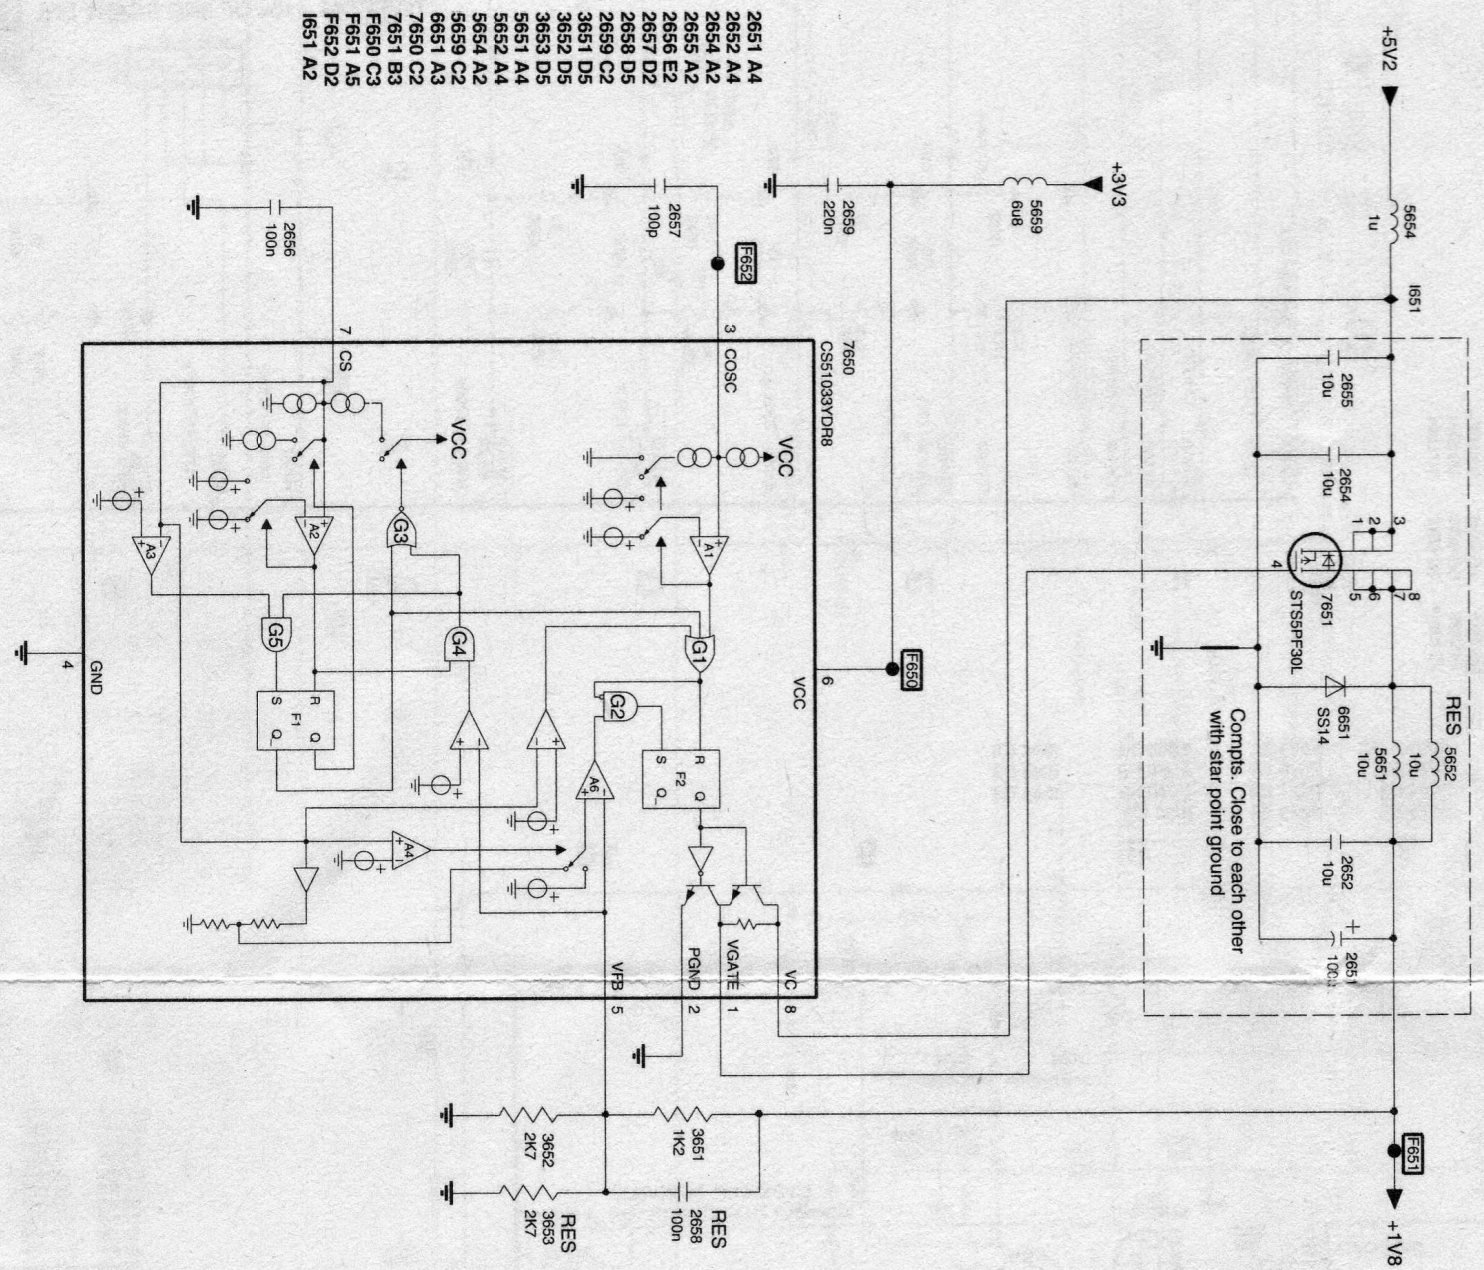 2651 A4
2652 A4
2654 A2
2655 A2
2656 E2
2657 D2
2658 D5
2659 C2
3651 D5
3652 D5
3653 D5
5651 A4
5652 A4
5654 A2
5659 C2
6651 A3
7650 C2
7651 B3
F650 C3
F651 A5
F652 D2
I651 A2
+5V2
5654
1u
I651
2655
10u
2654
10u
3
2
1
4
8
7
6
5
7651
STS5PF30L
6651
SS14
RES
5652
10u
5651
10u
2652
10u
+
2651
Compts. Close to each other
with star point ground
F651
+1V8
+3V3
5659
6u8
2659
220n
F650
F652
2657
100p
2656
100n
7650
CS51033YDR8
7
CS
3
COSC
6
VCC
4
GND
8
VC
1
VGATE
2
PGND
5
VFB
VCC
VCC
+
+
+
+
+
+
-
A1
+
-
A2
+
-
A3
+
-
A4
-
+
A6
+
-
+
-
+
+
+
+
G1
G2
G3
G4
G5
R
S
Q
Q
F1
R
S
Q
Q
F2
3651
1K2
RES
2658
100n
3652
2K7
RES
3653
2K7